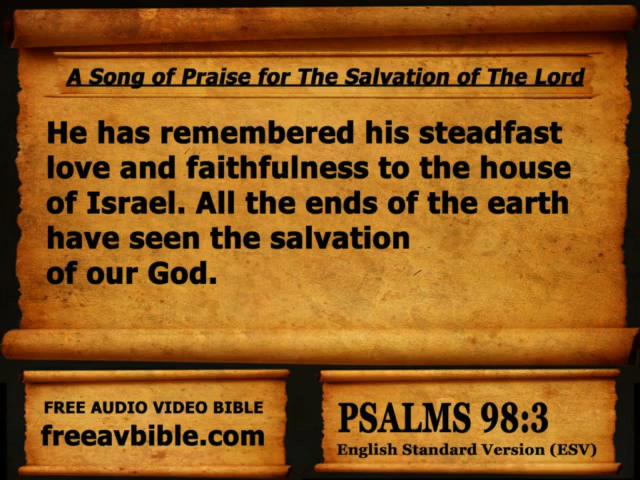 A Song of Praise for The Salvation of The Lord
He has remembered his steadfast
love and faithfulness to the house
of Israel. All the ends of the earth
have seen the salvation
of our God.
FREE AUDIO VIDEO BIBLE
freeavbible.com
PSALMS 98:3
English Standard Version (ESV)